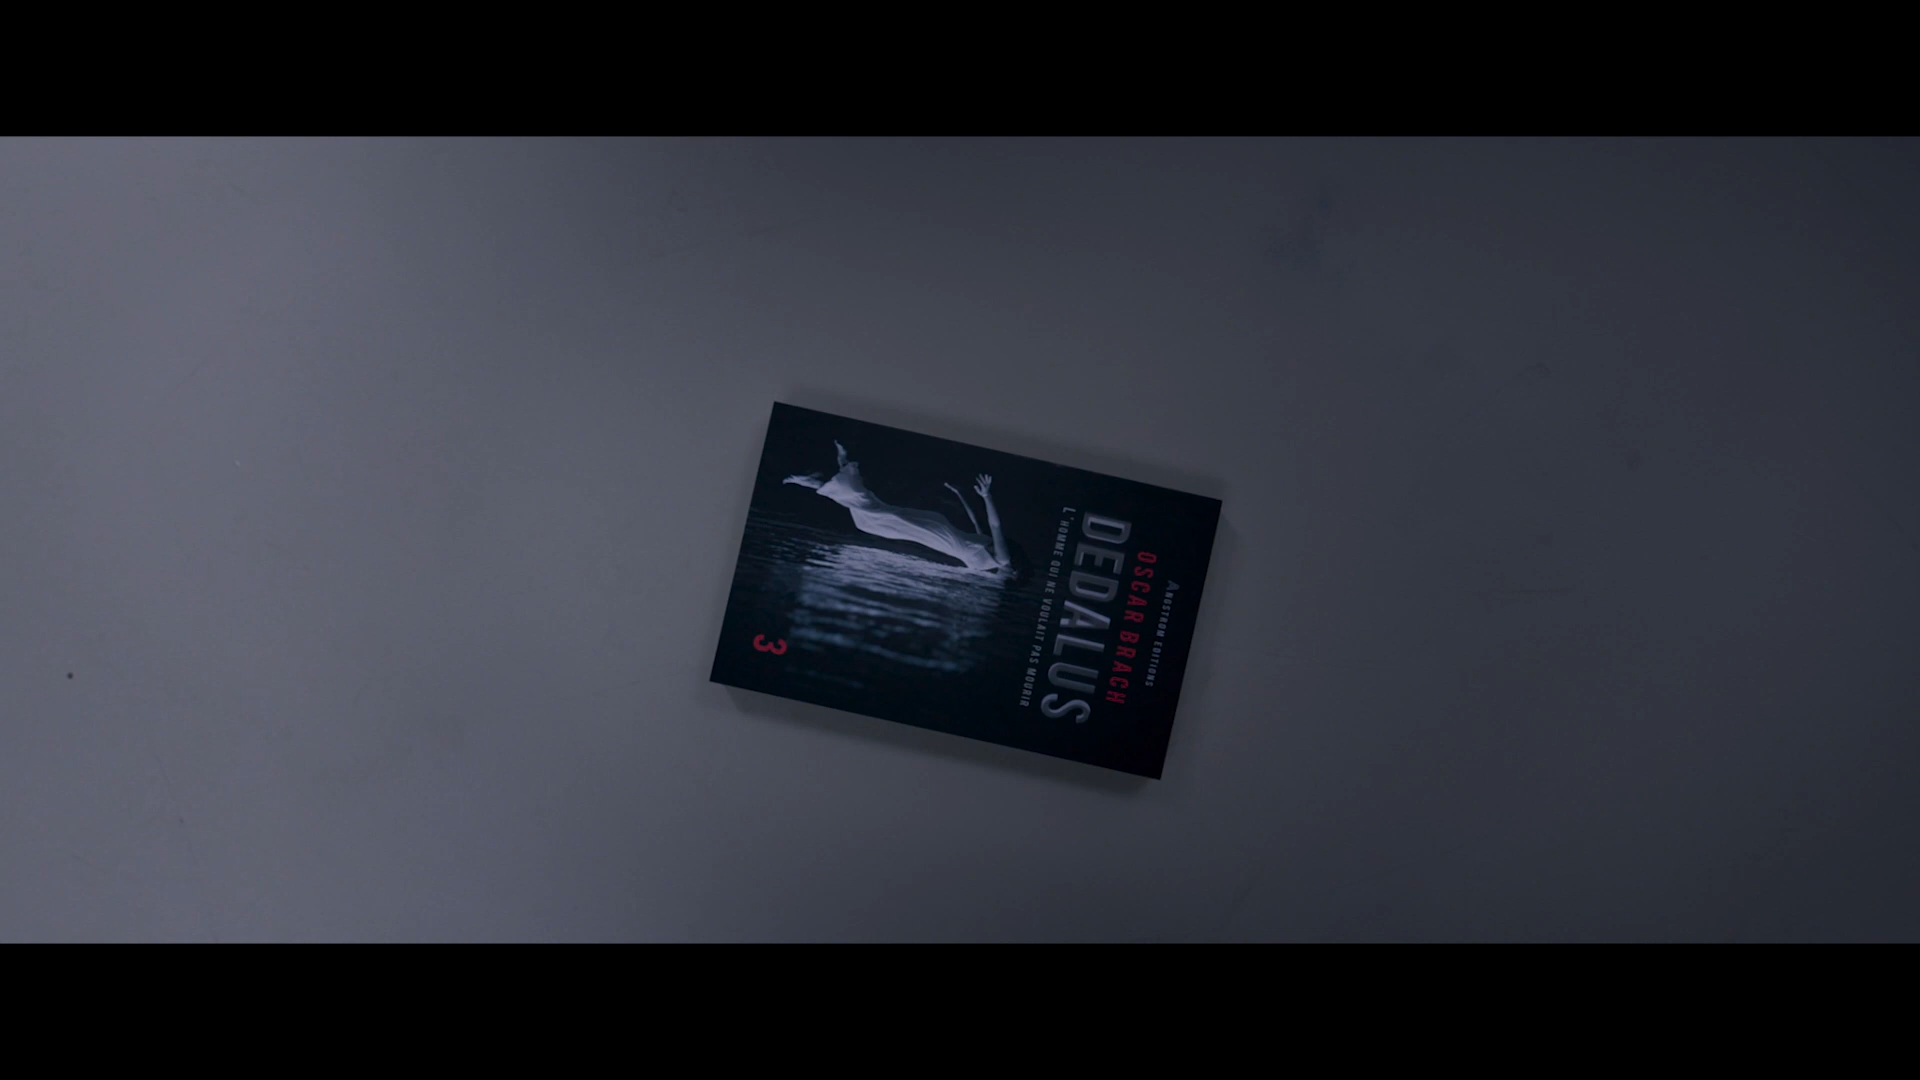 ANGSTROM EDITIONS
OSCAR BRACH
DEDALUS
L'HOMME QUI NE VOULAIT PAS MOURIR
3